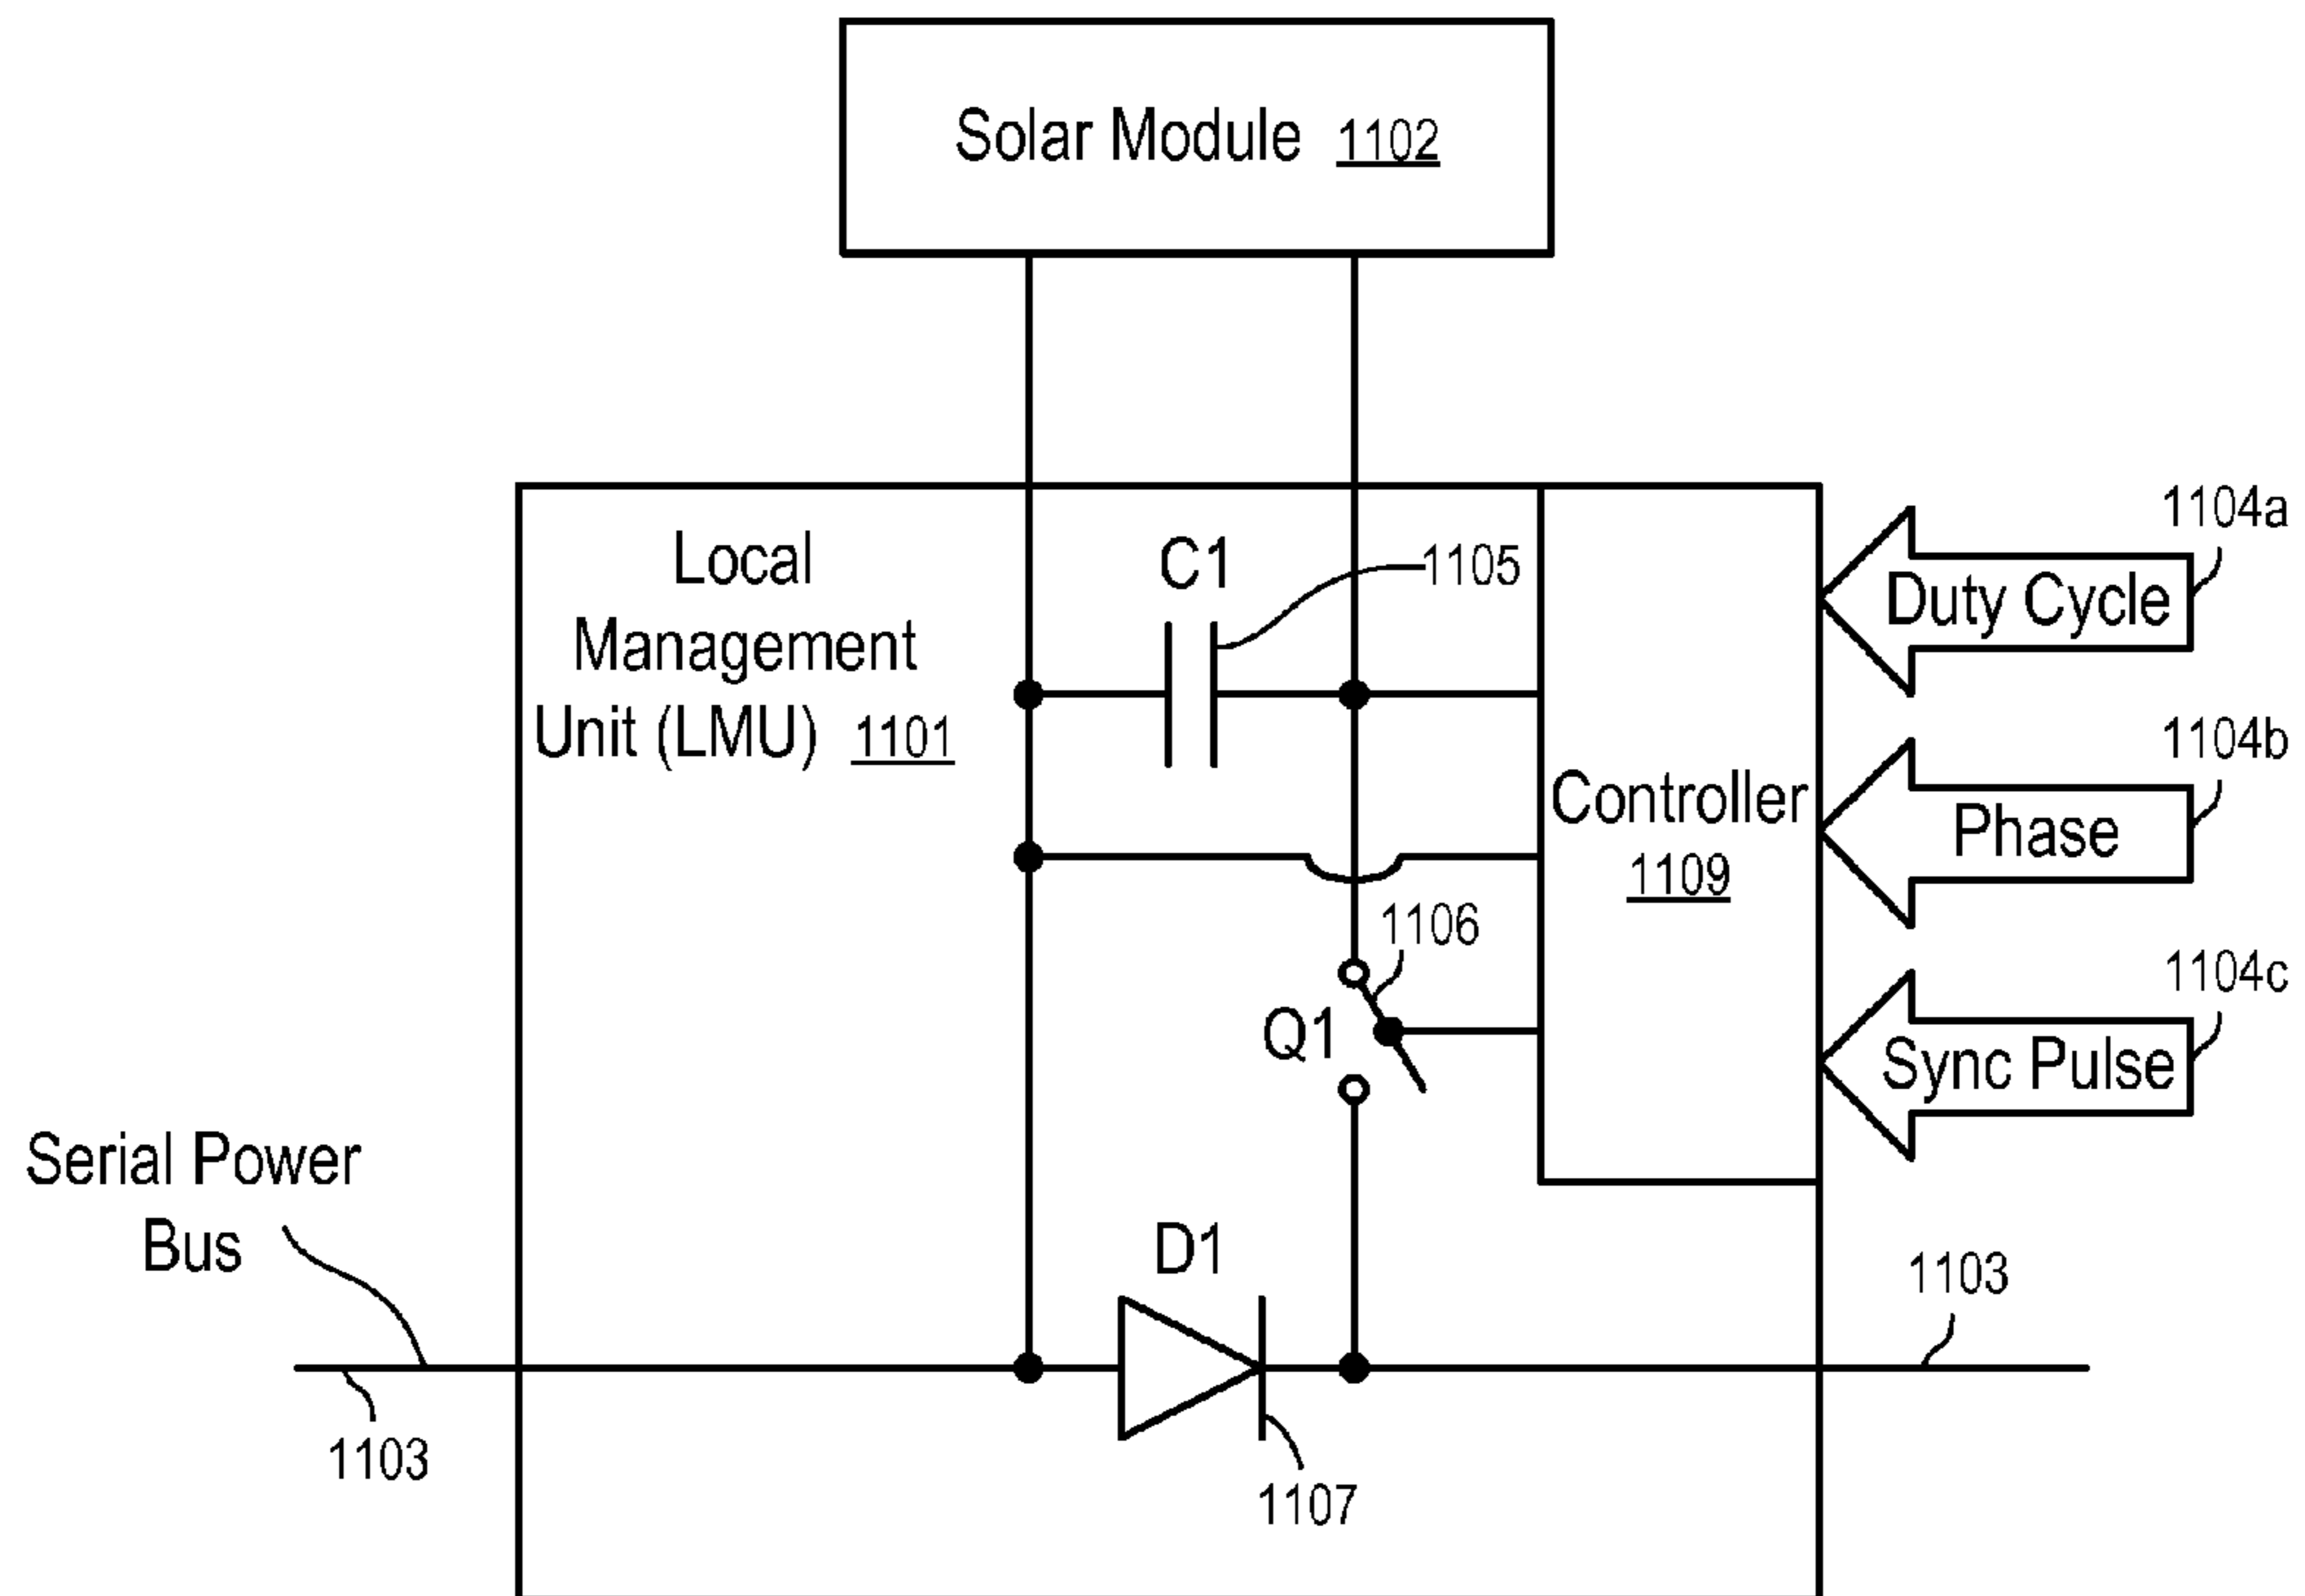 Solar Module 1102
Local
Management
Unit (LMU) 1101
C1
1105
Controller
1109
1104a
Duty Cycle
1104b
Phase
1104c
Sync Pulse
1106
Q1
Serial Power
Bus
1103
D1
1107
1103